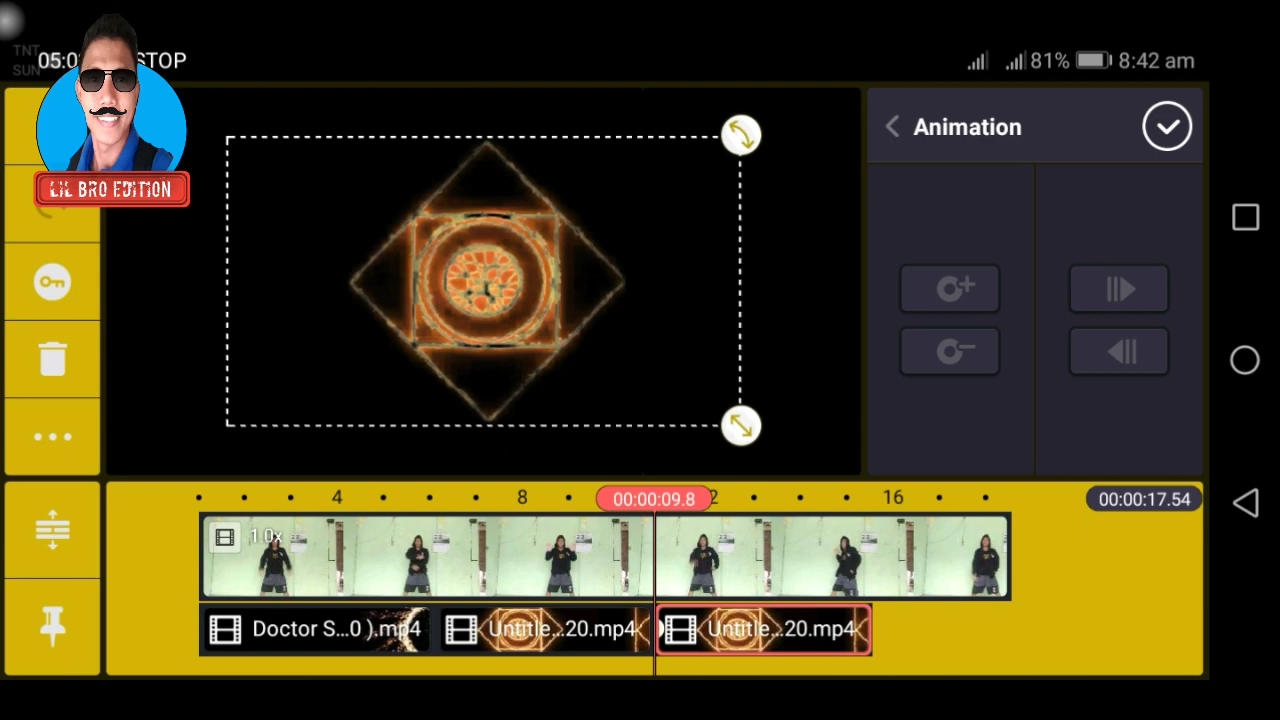 TNT
SUN
05:0
STOP
81%
8:42 am
LIL BRO EDITION
Animation
4
8
00:00:09.8
2
16
00:00:17.54
1.0x
Doctor S...0 ).mp4
Untitle...20.mp4
Untitle...20.mp4